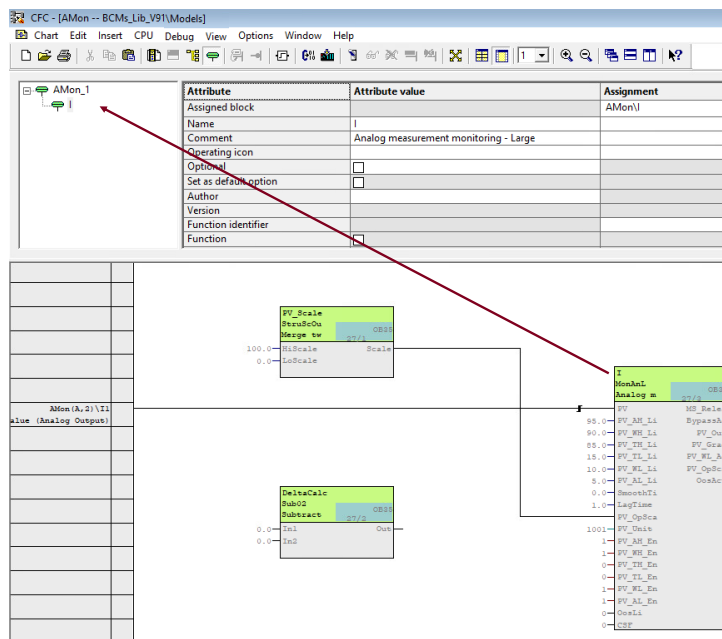 CFC - [AMon -- BCMs_Lib_V91\Models]
Chart Edit Insert CPU Debug View Options Window Help
1
AMon_1
I
Attribute Attribute value Assignment
Assigned block AMon\I
Name I
Comment Analog measurement monitoring - Large
Operating icon
Optional
Set as default option
Author
Version
Function identifier
Function
AMon(A,2)\I1
alue (Analog Output)
PV_Scale
StruScOu
Merge tw OB35
27/1
100.0 HiScale Scale
0.0 LoScale
DeltaCalc
Sub02
Subtract OB35
27/2
0.0 In1 Out
0.0 In2
I
MonAnL
Analog m
27/3
PV MS_Rele
95.0 PV_AH_Li BypassA
90.0 PV_WH_Li PV_Ou
85.0 PV_TH_Li PV_Gra
15.0 PV_TL_Li PV_WL_A
10.0 PV_WL_Li PV_OpSc
5.0 PV_AL_Li OosAc
0.0 SmoothTi
1.0 LagTime
PV_OpSca
1001 PV_Unit
1 PV_AH_En
1 PV_WH_En
0 PV_TH_En
0 PV_TL_En
1 PV_WL_En
1 PV_AL_En
0 OosLi
0 CSF